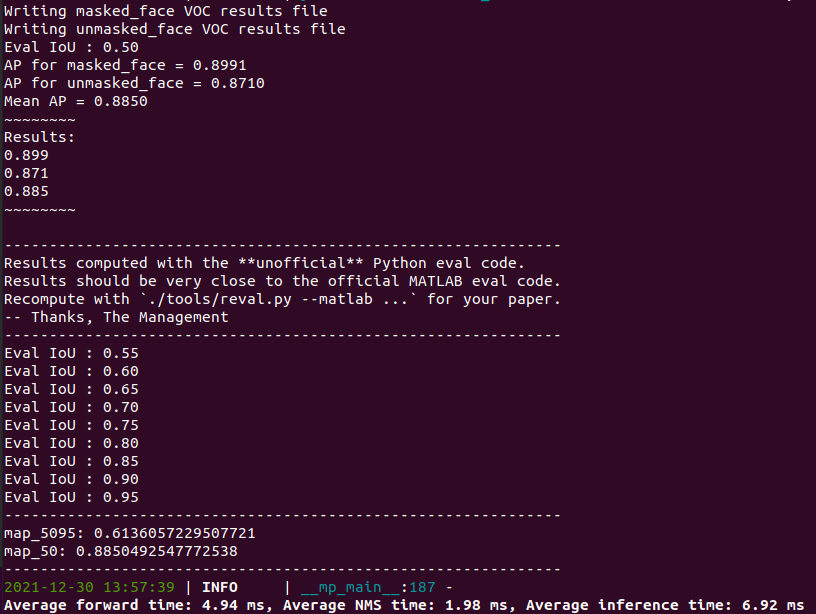 Writing masked_face VOC results file
Writing unmasked_face VOC results file
Eval IoU : 0.50
AP for masked_face = 0.8991
AP for unmasked_face = 0.8710
Mean AP = 0.8850
~~~~~~~~
Results:
0.899
0.871
0.885
~~~~~~~~
--------------------------------------------------------------
Results computed with the **unofficial** Python eval code.
Results should be very close to the official MATLAB eval code.
Recompute with `./tools/reval.py --matlab ...` for your paper.
-- Thanks, The Management
--------------------------------------------------------------
Eval IoU : 0.55
Eval IoU : 0.60
Eval IoU : 0.65
Eval IoU : 0.70
Eval IoU : 0.75
Eval IoU : 0.80
Eval IoU : 0.85
Eval IoU : 0.90
Eval IoU : 0.95
--------------------------------------------------------------
map_5095: 0.6136057229507721
map_50: 0.8850492547772538
--------------------------------------------------------------
2021-12-30 13:57:39 | INFO     | __mp_main__:187 -
Average forward time: 4.94 ms, Average NMS time: 1.98 ms, Average inference time: 6.92 ms